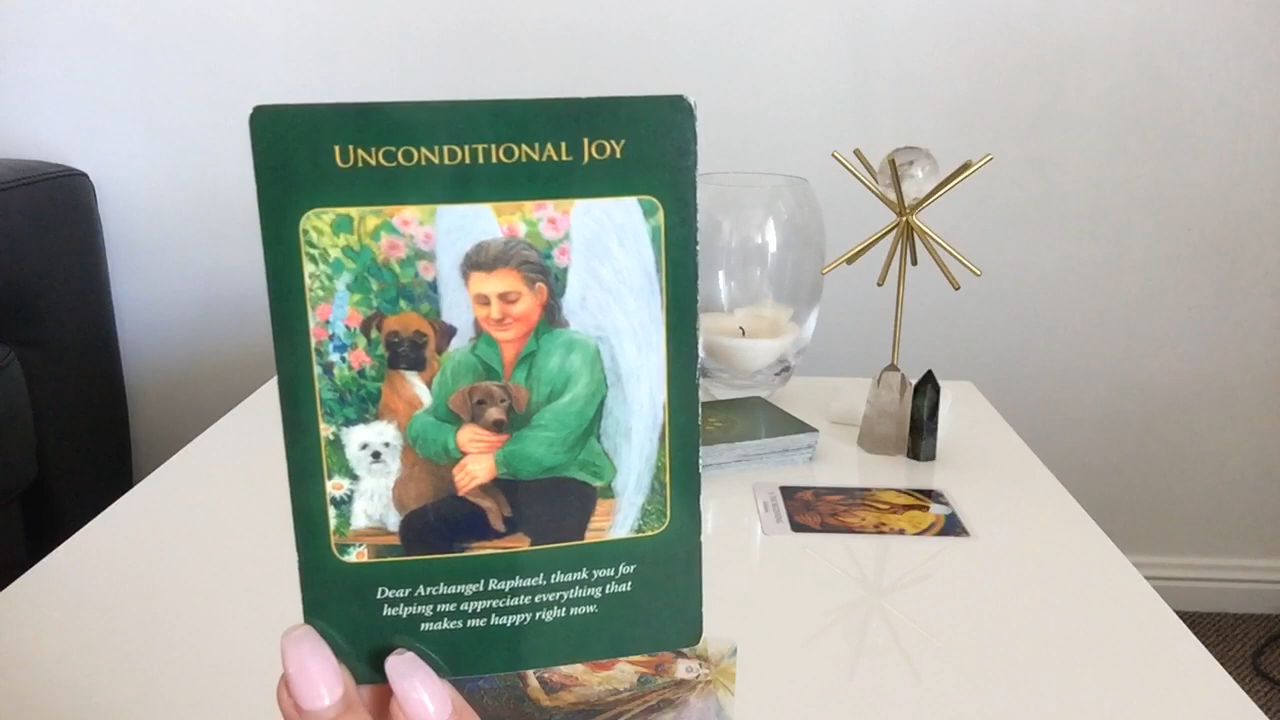 Unconditional Joy
Dear Archangel Raphael, thank you for
helping me appreciate everything that
makes me happy right now.